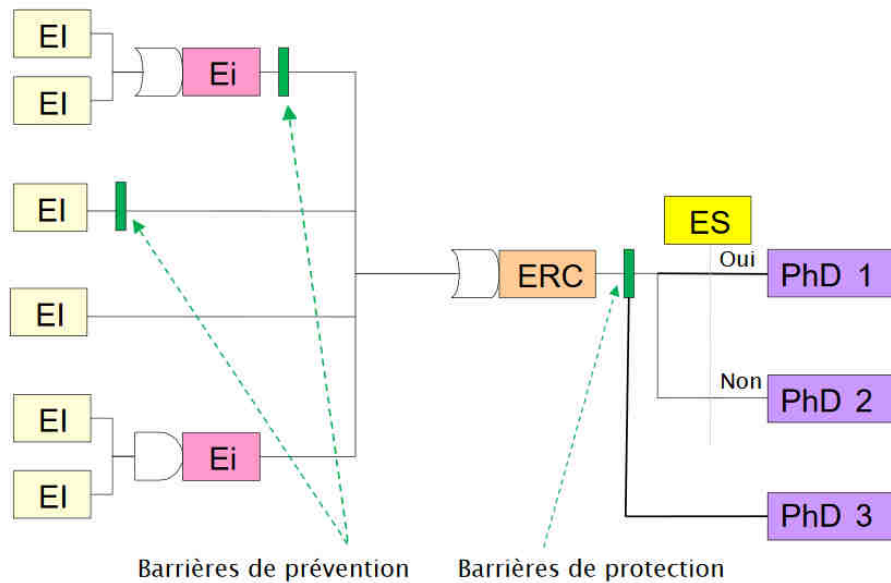 EI
Ei
EI
EI
ES
Oui
ERC
PhD 1
EI
Non
PhD 2
EI
Ei
EI
PhD 3
Barrières de prévention
Barrières de protection